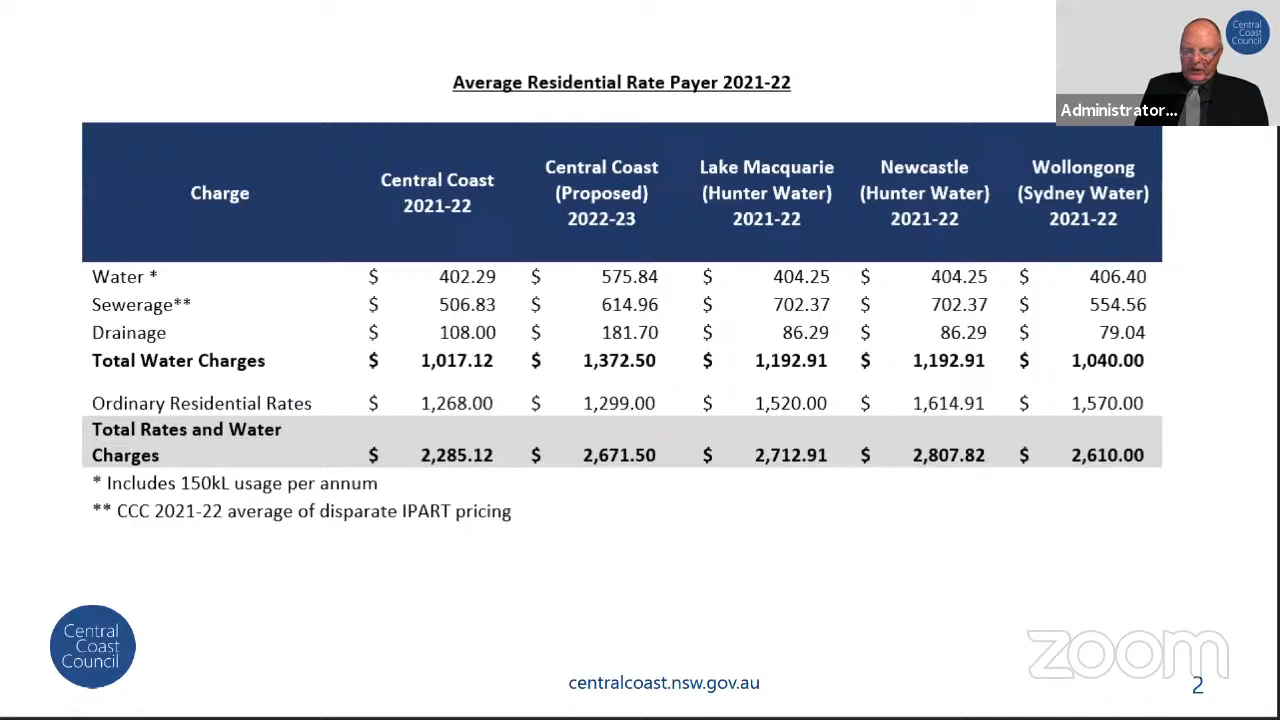 Central
Coast
Council
Administrator...
Average Residential Rate Payer 2021-22
Charge
Central Coast
2021-22
Central Coast
(Proposed)
2022-23
Lake Macquarie
(Hunter Water)
2021-22
Newcastle
(Hunter Water)
2021-22
Wollongong
(Sydney Water)
2021-22
Water * $ 402.29 $ 575.84 $ 404.25 $ 404.25 $ 406.40
Sewerage** $ 506.83 $ 614.96 $ 702.37 $ 702.37 $ 554.56
Drainage $ 108.00 $ 181.70 $ 86.29 $ 86.29 $ 79.04
Total Water Charges $ 1,017.12 $ 1,372.50 $ 1,192.91 $ 1,192.91 $ 1,040.00
Ordinary Residential Rates $ 1,268.00 $ 1,299.00 $ 1,520.00 $ 1,614.91 $ 1,570.00
Total Rates and Water
Charges $ 2,285.12 $ 2,671.50 $ 2,712.91 $ 2,807.82 $ 2,610.00
* Includes 150kL usage per annum
** CCC 2021-22 average of disparate IPART pricing
Central
Coast
Council
centralcoast.nsw.gov.au
zoom
2